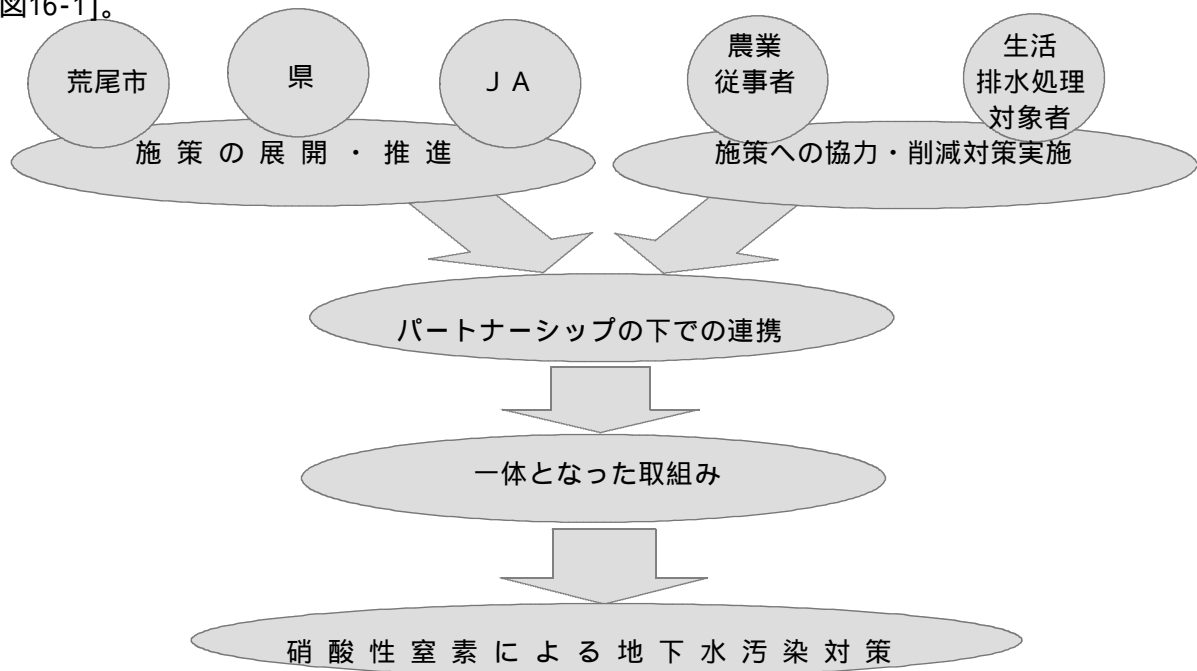 図16-1]。
荒尾市
県
ＪＡ
農業
従事者
生活
排水処理
対象者
施策の展開・推進
施策への協力・削減対策実施
パートナーシップの下での連携
一体となった取組み
硝酸性窒素による地下水汚染対策